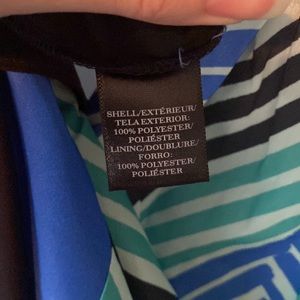 SHELL/EXTÉRIEUR/
TELA EXTERIOR:
100% POLYESTER/
POLIÉSTER
LINING/DOUBLURE/
FORRO:
100% POLYESTER/
POLIÉSTER